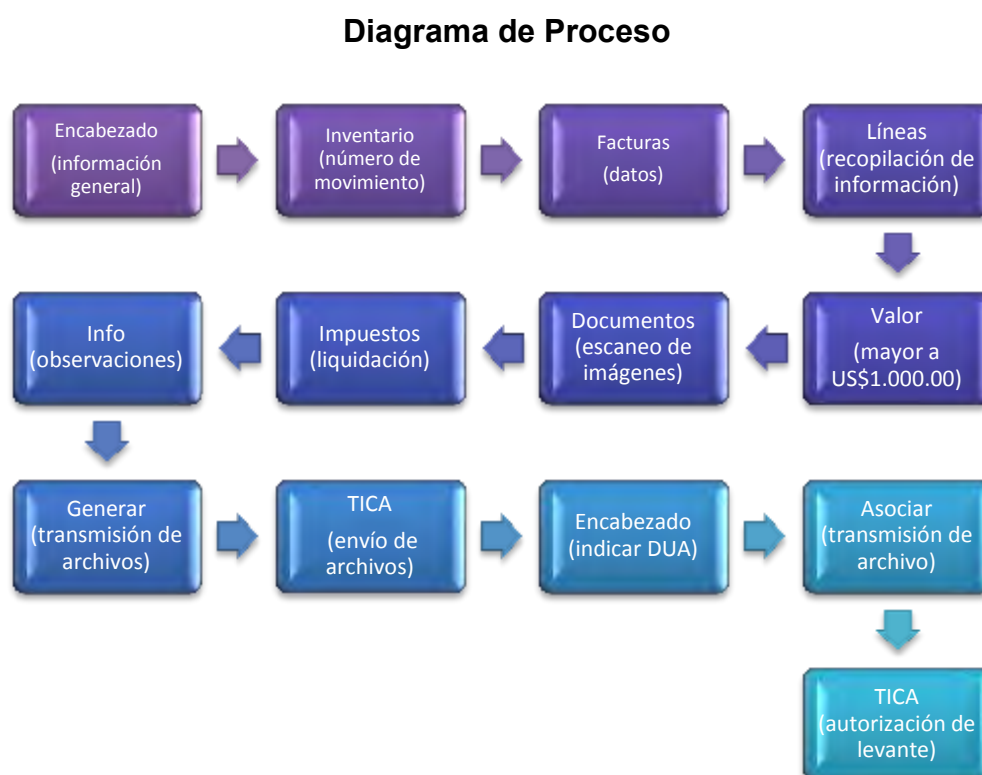 Diagrama de Proceso
Encabezado
(información
general)
Inventario
(número de
movimiento)
Facturas
(datos)
Líneas
(recopilación de
información)
Valor
(mayor a
US$1.000.00)
Documentos
(escaneo de
imágenes)
Impuestos
(liquidación)
Info
(observaciones)
Generar
(transmisión de
archivos)
TICA
(envío de
archivos)
Encabezado
(indicar DUA)
Asociar
(transmisión de
archivo)
TICA
(autorización de
levante)